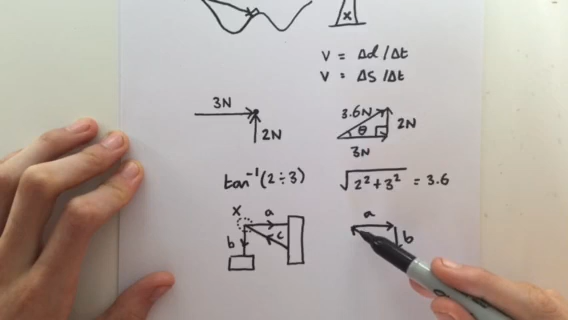 x
V = Δd/Δt
V = Δs/Δt
3N
2N
3.6N
2N
θ
3N
tan⁻¹(2÷3)
√2²+3² = 3.6
x
a
b
c
a
b